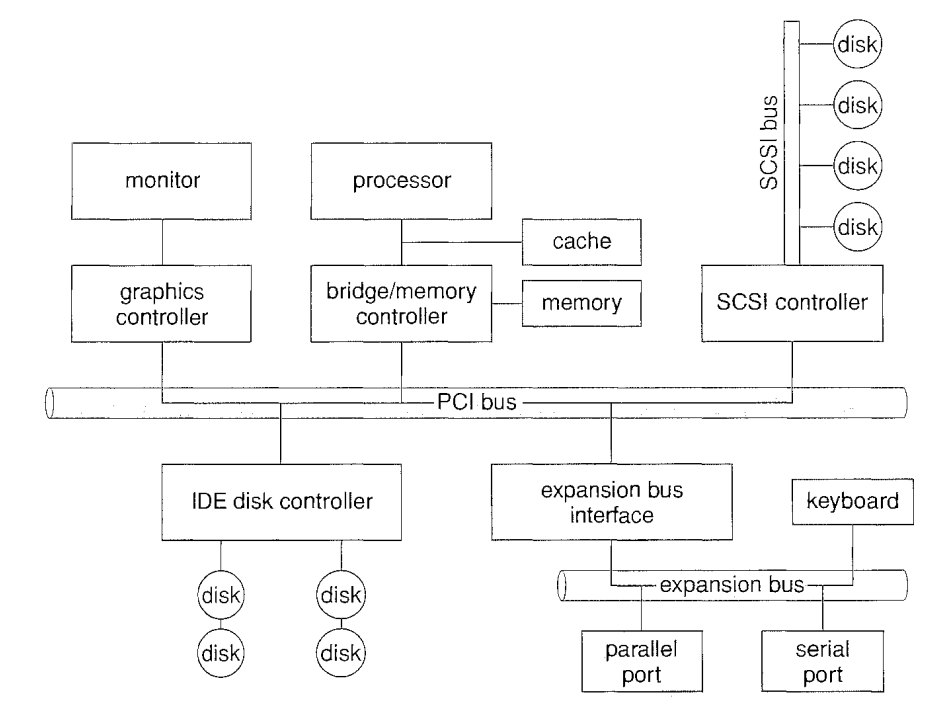 disk
disk
SCSI bus
disk
disk
monitor
processor
cache
graphics
controller
bridge/memory
controller
memory
SCSI controller
PCI bus
IDE disk controller
expansion bus
interface
keyboard
disk
disk
expansion bus
disk
disk
parallel
port
serial
port